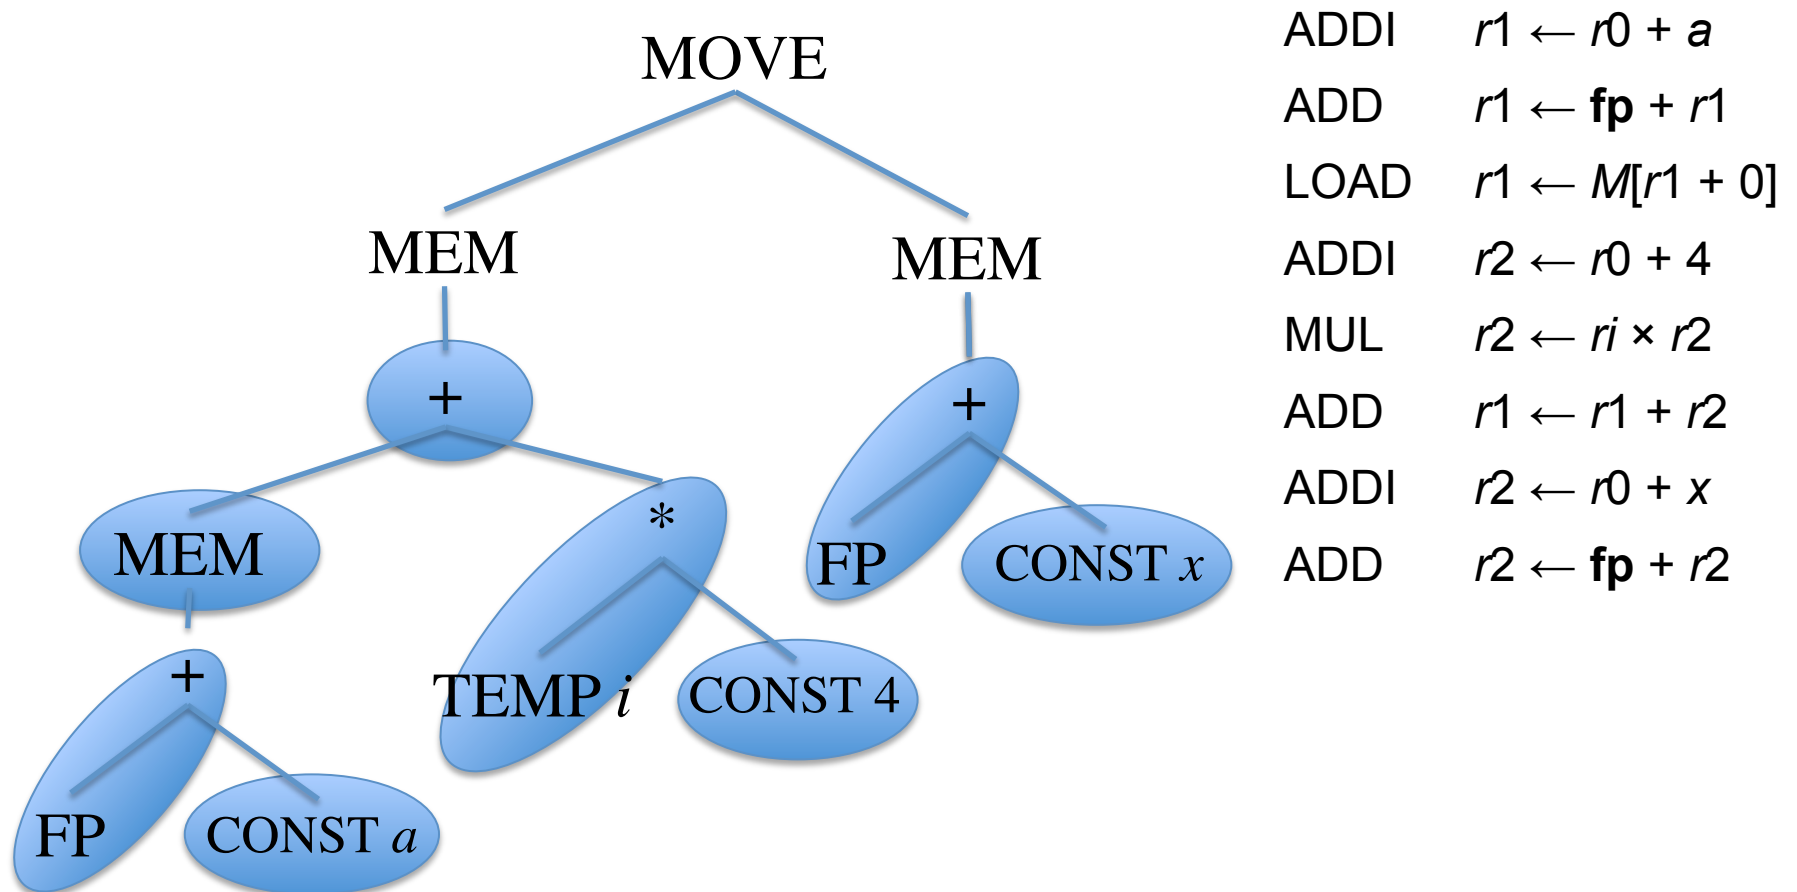 MOVE
MEM MEM
+ +
MEM * FP CONST x
+ TEMP i CONST 4
FP CONST a
ADDI r1 ← r0 + a
ADD r1 ← fp + r1
LOAD r1 ← M[r1 + 0]
ADDI r2 ← r0 + 4
MUL r2 ← ri × r2
ADD r1 ← r1 + r2
ADDI r2 ← r0 + x
ADD r2 ← fp + r2